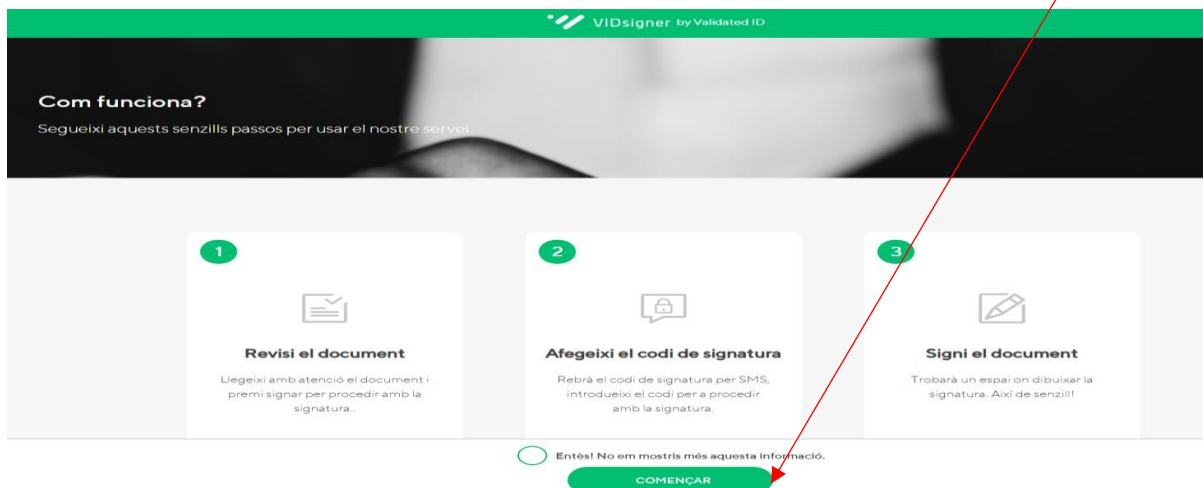 VIDsigner by Validated ID
Com funciona?
Segueixi aquests senzills passos per usar el nostre servei
1
2
3
Revisi el document
Llegeixi amb atenció el document i
premi signar per procedir amb la
signatura..
Afegeixi el codi de signatura
Rebrà el codi de signatura per SMS,
introdueixi el codi per a procedir
amb la signatura.
Signi el document
Trobarà un espai on dibuixar la
signatura. Així de senzill!
Entès! No em mostris més aquesta informació.
COMENÇAR